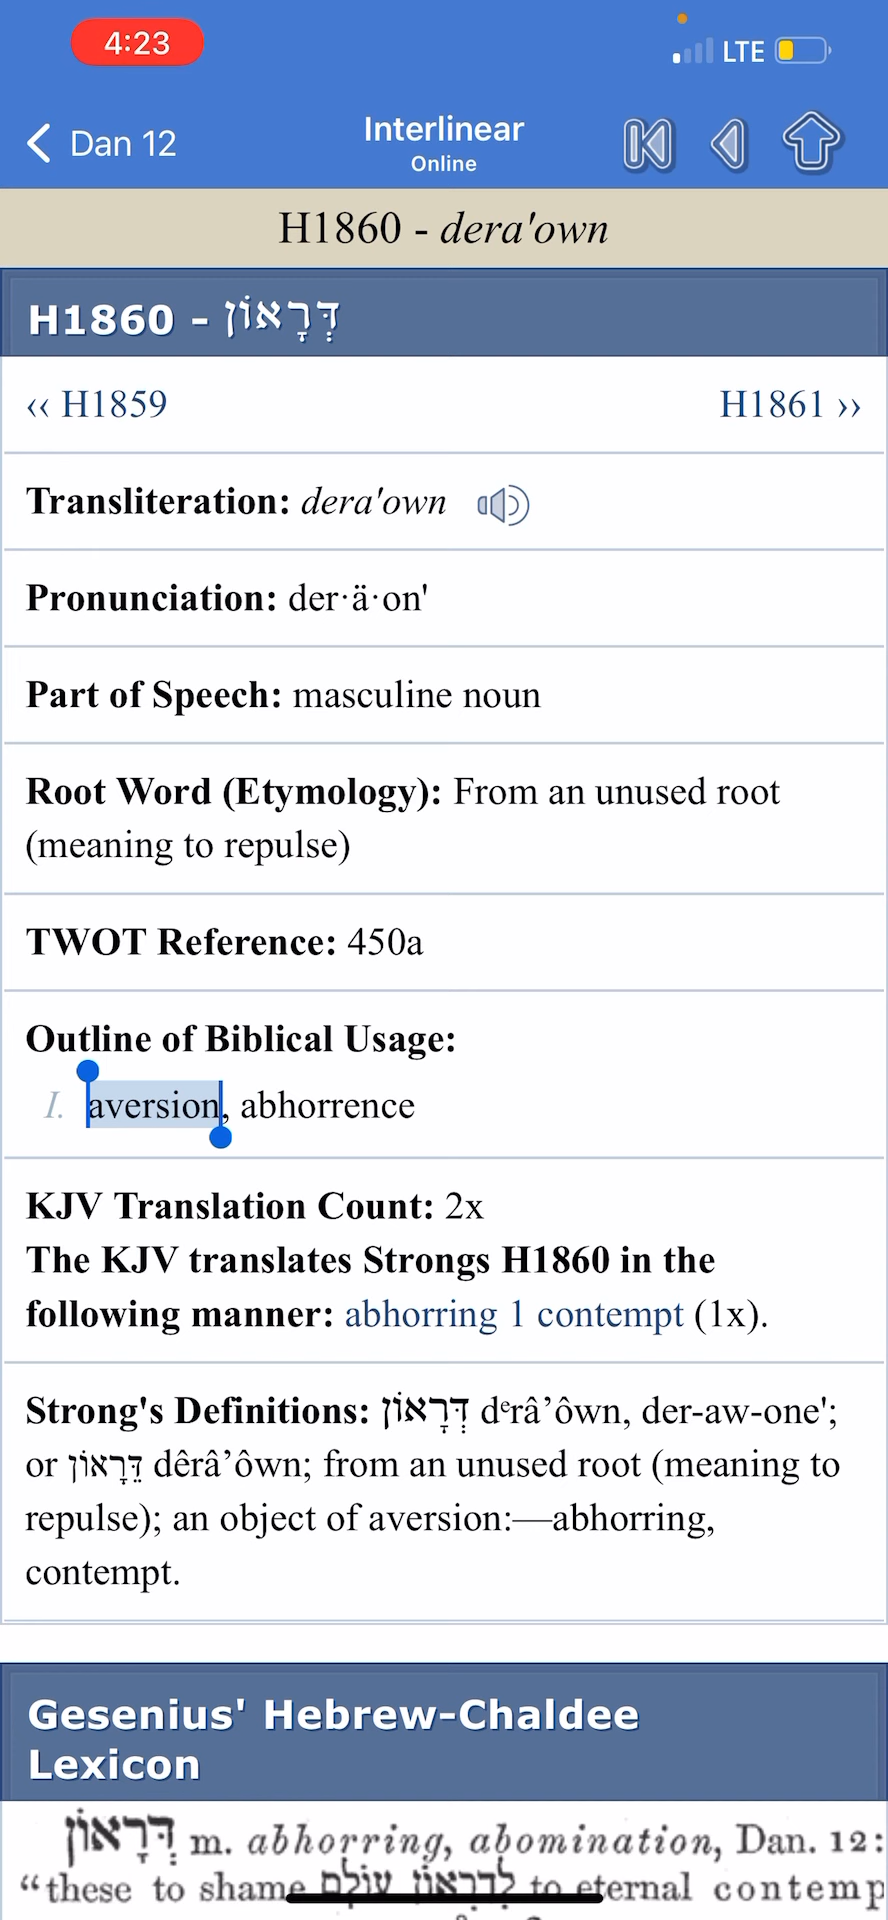 4:23
LTE
Dan 12
Interlinear
Online
H1860 - dera'own
H1860 - דְּרָאוֹן
‹‹ H1859
H1861 ››
Transliteration: dera'own
Pronunciation: der·ä·on'
Part of Speech: masculine noun
Root Word (Etymology): From an unused root
(meaning to repulse)
TWOT Reference: 450a
Outline of Biblical Usage:
I. aversion, abhorrence
KJV Translation Count: 2x
The KJV translates Strongs H1860 in the
following manner: abhorring 1 contempt (1x).
Strong's Definitions: דְּרָאוֹן dᵉrâʼôwn, der-aw-one';
or דֵּרָאוֹן dêrâʼôwn; from an unused root (meaning to
repulse); an object of aversion:—abhorring,
contempt.
Gesenius' Hebrew-Chaldee
Lexicon
דְּרָאוֹן m. abhorring, abomination, Dan. 12:
“these to shame לְדִרְאוֹן עוֹלָם to eternal contemp